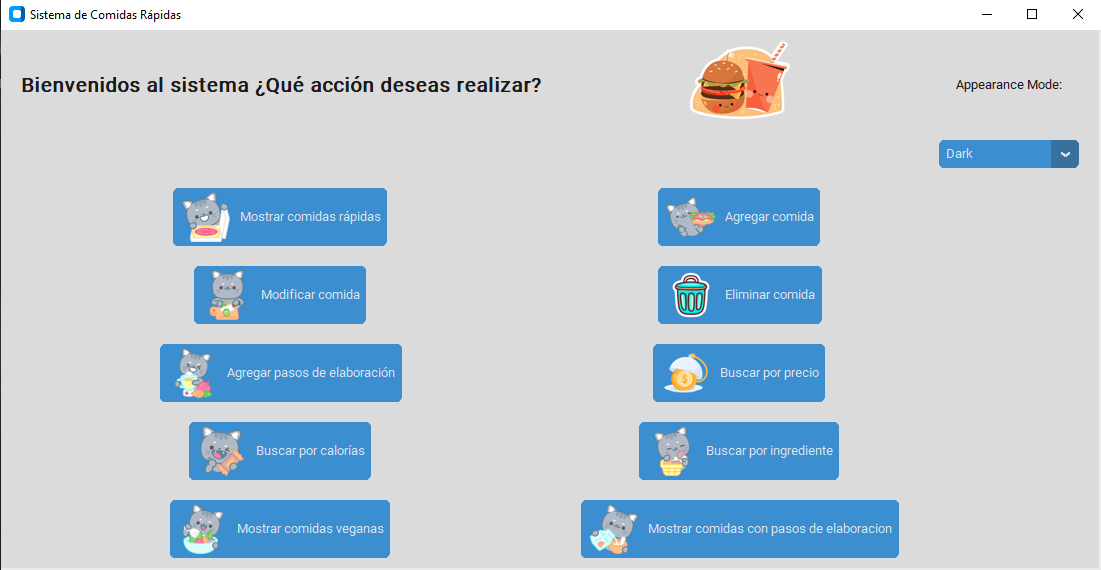 Sistema de Comidas Rápidas
Bienvenidos al sistema ¿Qué acción deseas realizar?
Appearance Mode:
Dark
Mostrar comidas rápidas
Agregar comida
Modificar comida
Eliminar comida
Agregar pasos de elaboración
Buscar por precio
Buscar por calorías
Buscar por ingrediente
Mostrar comidas veganas
Mostrar comidas con pasos de elaboracion